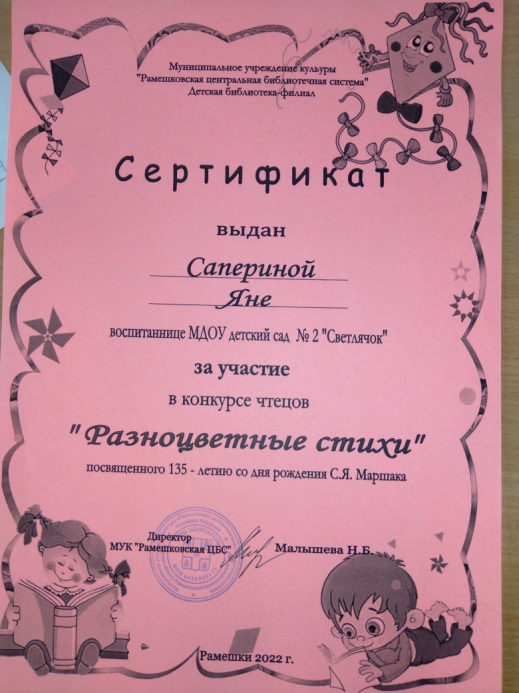 Муниципальное учреждение культуры
"Рамешковская центральная библиотечная система"
Детская библиотека-филиал
Сертификат
выдан
Сапериной
Яне
воспитаннице МДОУ детский сад № 2 "Светлячок"
за участие
в конкурсе чтецов
"Разноцветные стихи"
посвященного 135 - летию со дня рождения С.Я. Маршака
Директор
МУК "Рамешковская ЦБС" Малышева Н.Б.
Рамешки 2022 г.